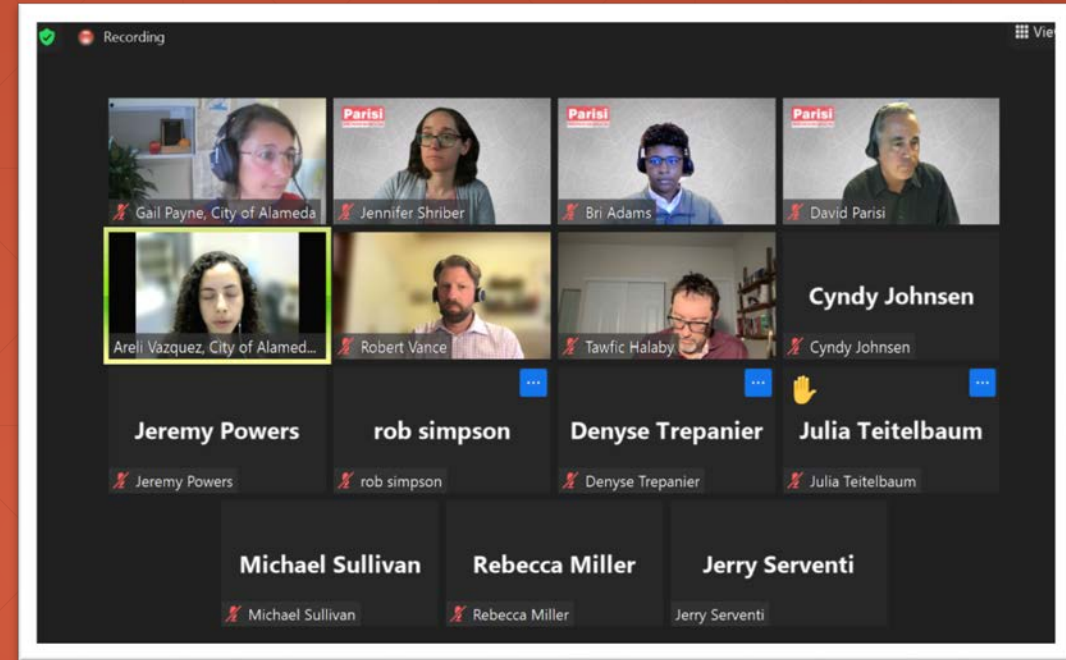 Recording
View
Parisi
Parisi
Parisi
Gail Payne, City of Alameda
Jennifer Shriber
Bri Adams
David Parisi
Areli Vazquez, City of Alamed...
Robert Vance
Tawfic Halaby
Cyndy Johnsen
Cyndy Johnsen
Jeremy Powers
rob simpson
Denyse Trepanier
Julia Teitelbaum
Jeremy Powers
rob simpson
Denyse Trepanier
Julia Teitelbaum
Michael Sullivan
Rebecca Miller
Jerry Serventi
Michael Sullivan
Rebecca Miller
Jerry Serventi